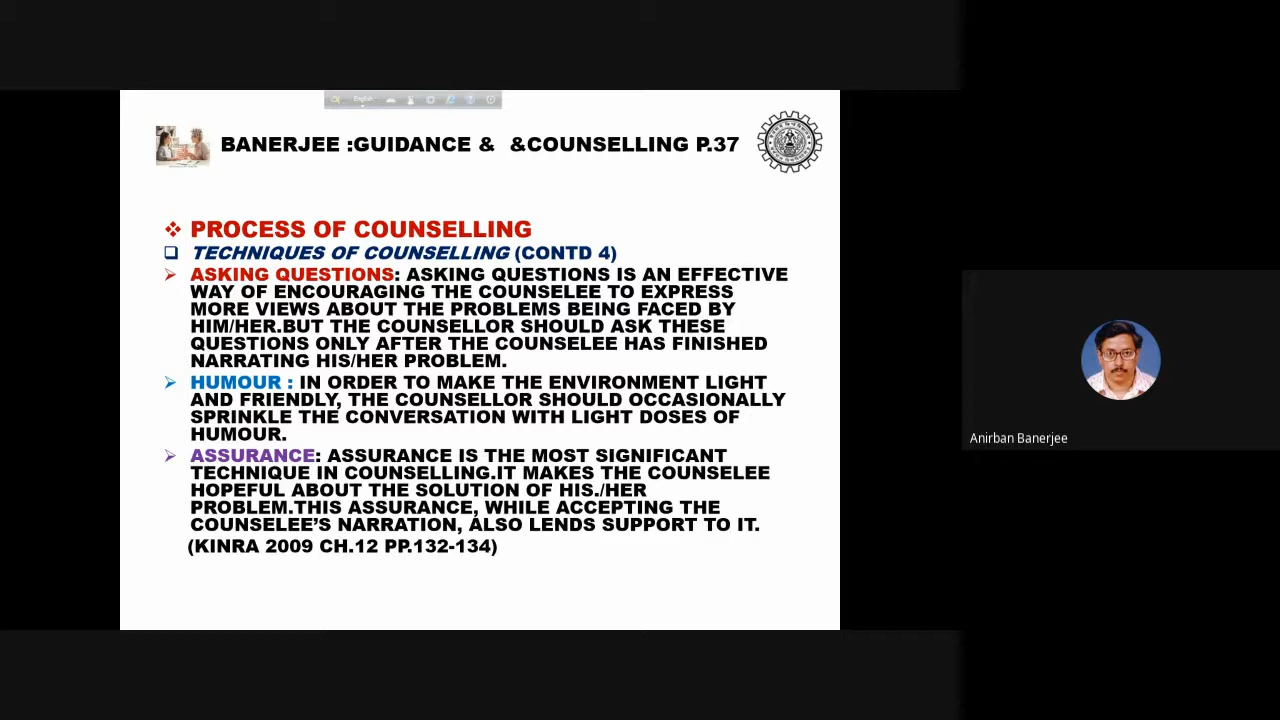 English
BANERJEE :GUIDANCE &  &COUNSELLING P.37
PROCESS OF COUNSELLING
TECHNIQUES OF COUNSELLING (CONTD 4)
ASKING QUESTIONS: ASKING QUESTIONS IS AN EFFECTIVE
WAY OF ENCOURAGING THE COUNSELEE TO EXPRESS
MORE VIEWS ABOUT THE PROBLEMS BEING FACED BY
HIM/HER.BUT THE COUNSELLOR SHOULD ASK THESE
QUESTIONS ONLY AFTER THE COUNSELEE HAS FINISHED
NARRATING HIS/HER PROBLEM.
HUMOUR : IN ORDER TO MAKE THE ENVIRONMENT LIGHT
AND FRIENDLY, THE COUNSELLOR SHOULD OCCASIONALLY
SPRINKLE THE CONVERSATION WITH LIGHT DOSES OF
HUMOUR.
ASSURANCE: ASSURANCE IS THE MOST SIGNIFICANT
TECHNIQUE IN COUNSELLING.IT MAKES THE COUNSELEE
HOPEFUL ABOUT THE SOLUTION OF HIS./HER
PROBLEM.THIS ASSURANCE, WHILE ACCEPTING THE
COUNSELEE’S NARRATION, ALSO LENDS SUPPORT TO IT.
(KINRA 2009 CH.12 PP.132-134)
Anirban Banerjee